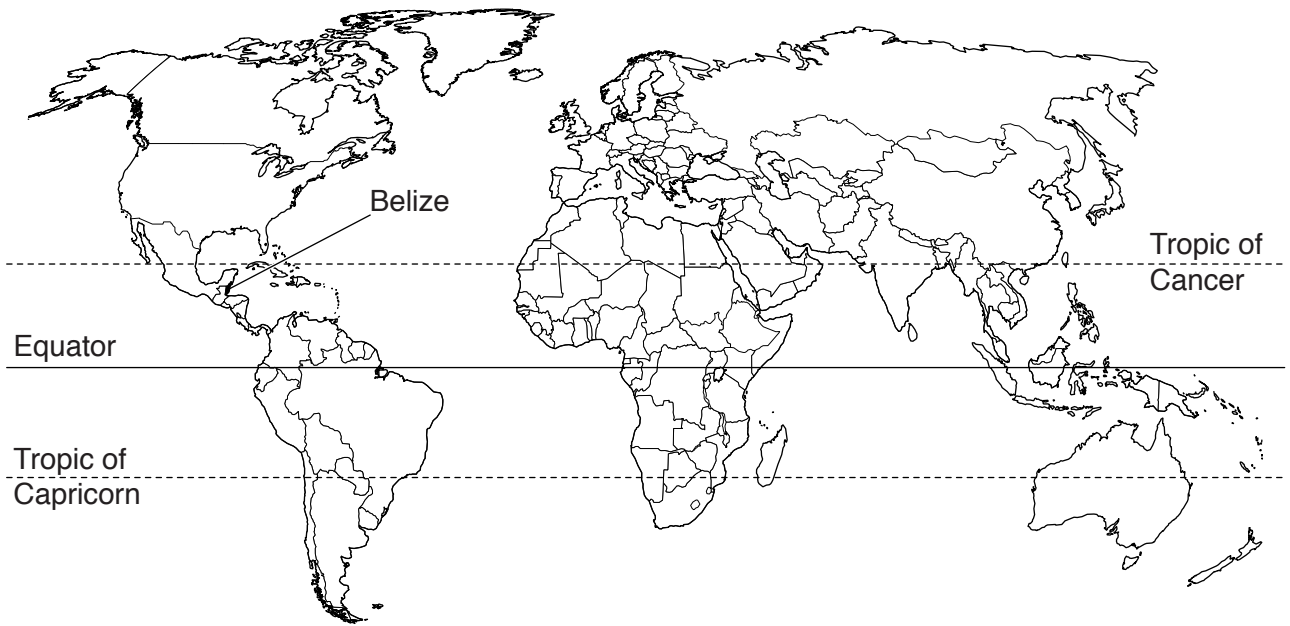 Belize
Tropic of
Cancer
Equator
Tropic of
Capricorn